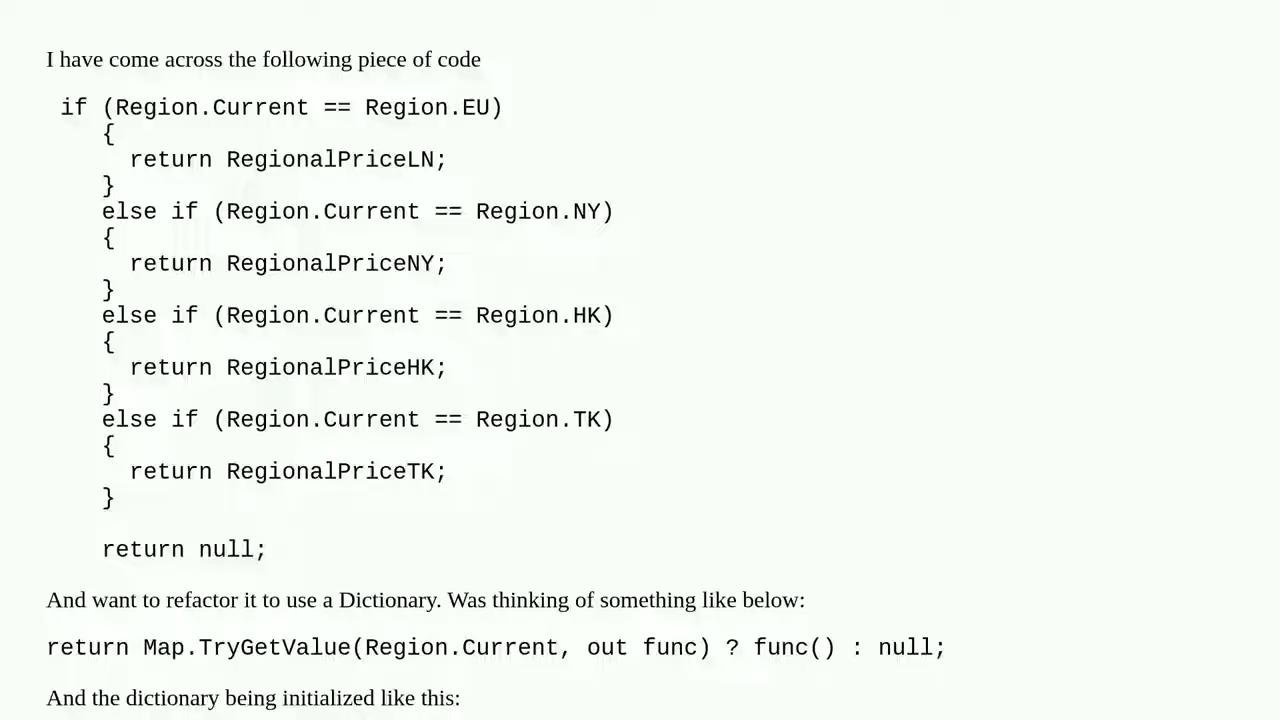 I have come across the following piece of code
if (Region.Current == Region.EU)
{
return RegionalPriceLN;
}
else if (Region.Current == Region.NY)
{
return RegionalPriceNY;
}
else if (Region.Current == Region.HK)
{
return RegionalPriceHK;
}
else if (Region.Current == Region.TK)
{
return RegionalPriceTK;
}
return null;
And want to refactor it to use a Dictionary. Was thinking of something like below:
return Map.TryGetValue(Region.Current, out func) ? func() : null;
And the dictionary being initialized like this: